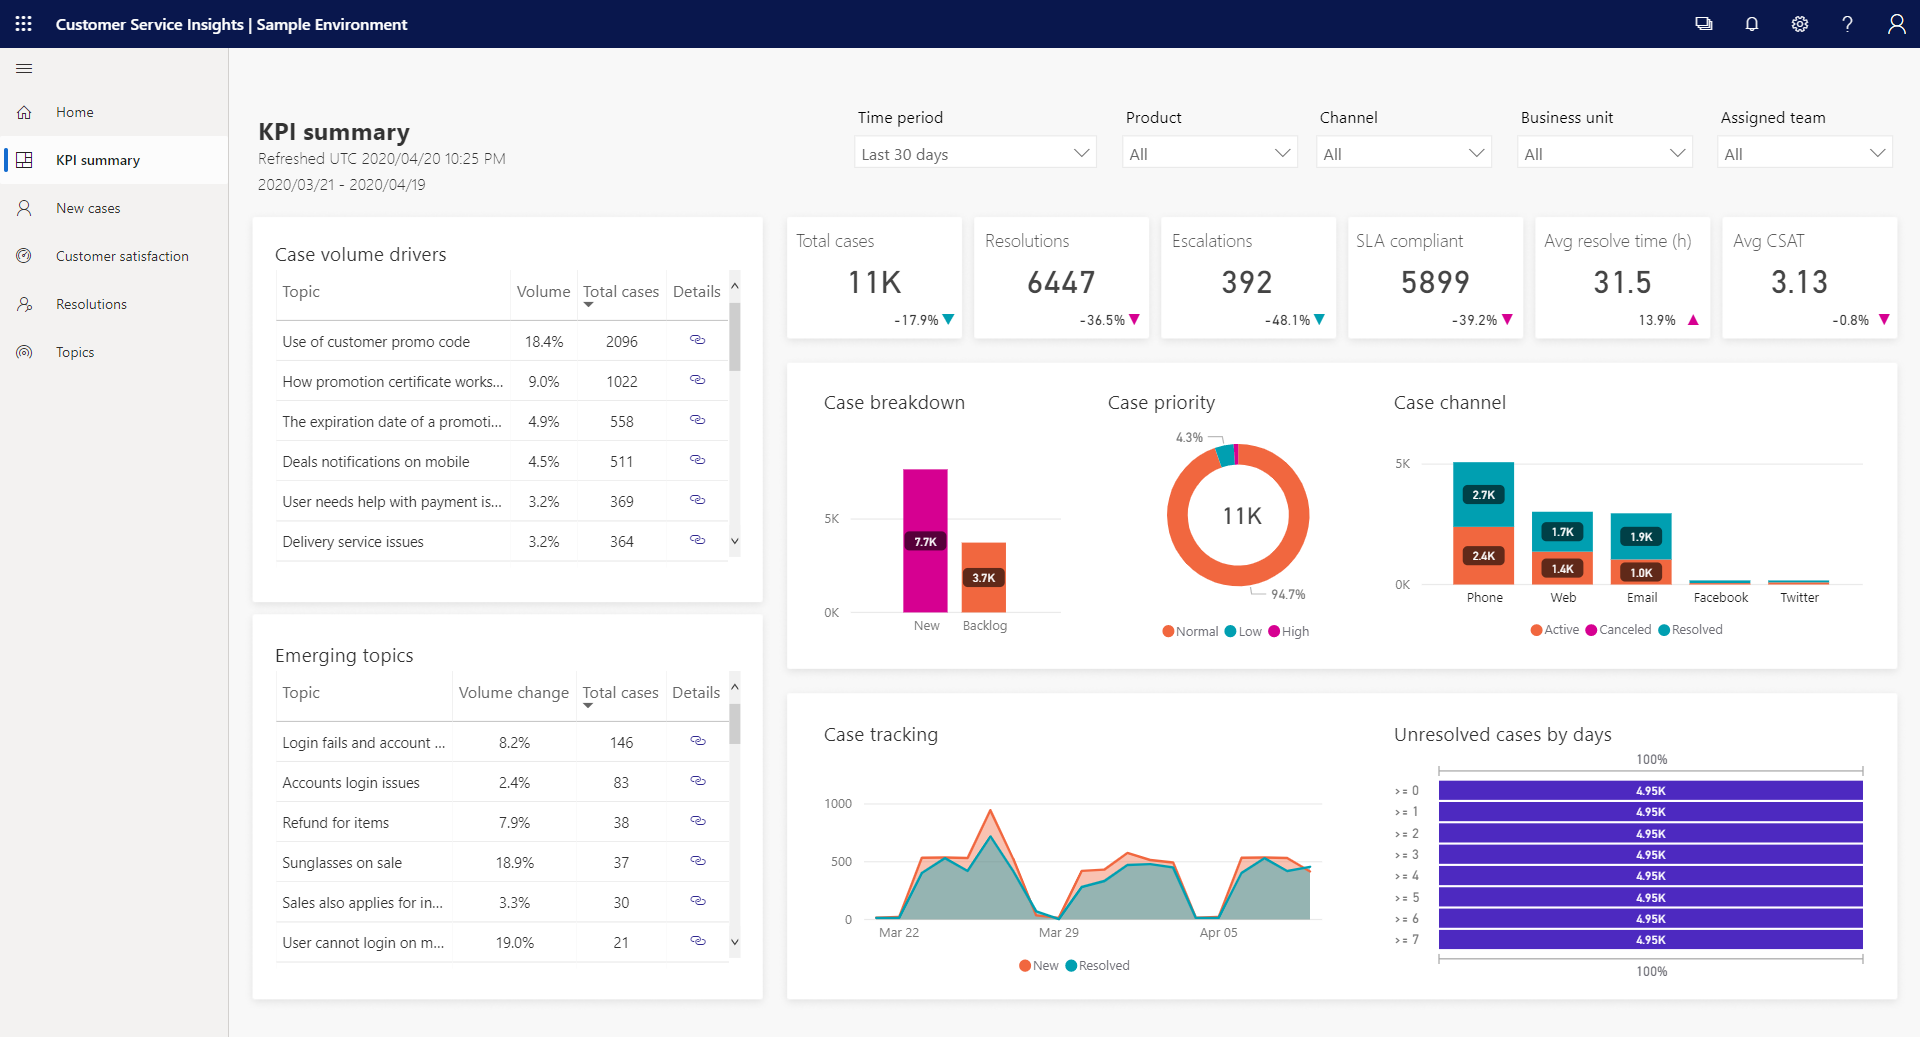 Customer Service Insights | Sample Environment
Home
KPI summary
New cases
Customer satisfaction
Resolutions
Topics
KPI summary
Refreshed UTC 2020/04/20 10:25 PM
2020/03/21 - 2020/04/19
Time period
Last 30 days
Product
All
Channel
All
Business unit
All
Assigned team
All
Case volume drivers
Topic Volume Total cases Details
Use of customer promo code 18.4% 2096
How promotion certificate works... 9.0% 1022
The expiration date of a promoti... 4.9% 558
Deals notifications on mobile 4.5% 511
User needs help with payment is... 3.2% 369
Delivery service issues 3.2% 364
Emerging topics
Topic Volume change Total cases Details
Login fails and account ... 8.2% 146
Accounts login issues 2.4% 83
Refund for items 7.9% 38
Sunglasses on sale 18.9% 37
Sales also applies for in... 3.3% 30
User cannot login on m... 19.0% 21
Total cases
11K
-17.9%
Resolutions
6447
-36.5%
Escalations
392
-48.1%
SLA compliant
5899
-39.2%
Avg resolve time (h)
31.5
13.9%
Avg CSAT
3.13
-0.8%
Case breakdown
5K
0K
7.7K
3.7K
New Backlog
Case priority
4.3%
11K
94.7%
Normal Low High
Case channel
5K
0K
2.7K
2.4K
1.7K
1.4K
1.9K
1.0K
Phone Web Email Facebook Twitter
Active Canceled Resolved
Case tracking
1000
500
0
Mar 22 Mar 29 Apr 05
New Resolved
Unresolved cases by days
100%
>= 0 4.95K
>= 1 4.95K
>= 2 4.95K
>= 3 4.95K
>= 4 4.95K
>= 5 4.95K
>= 6 4.95K
>= 7 4.95K
100%